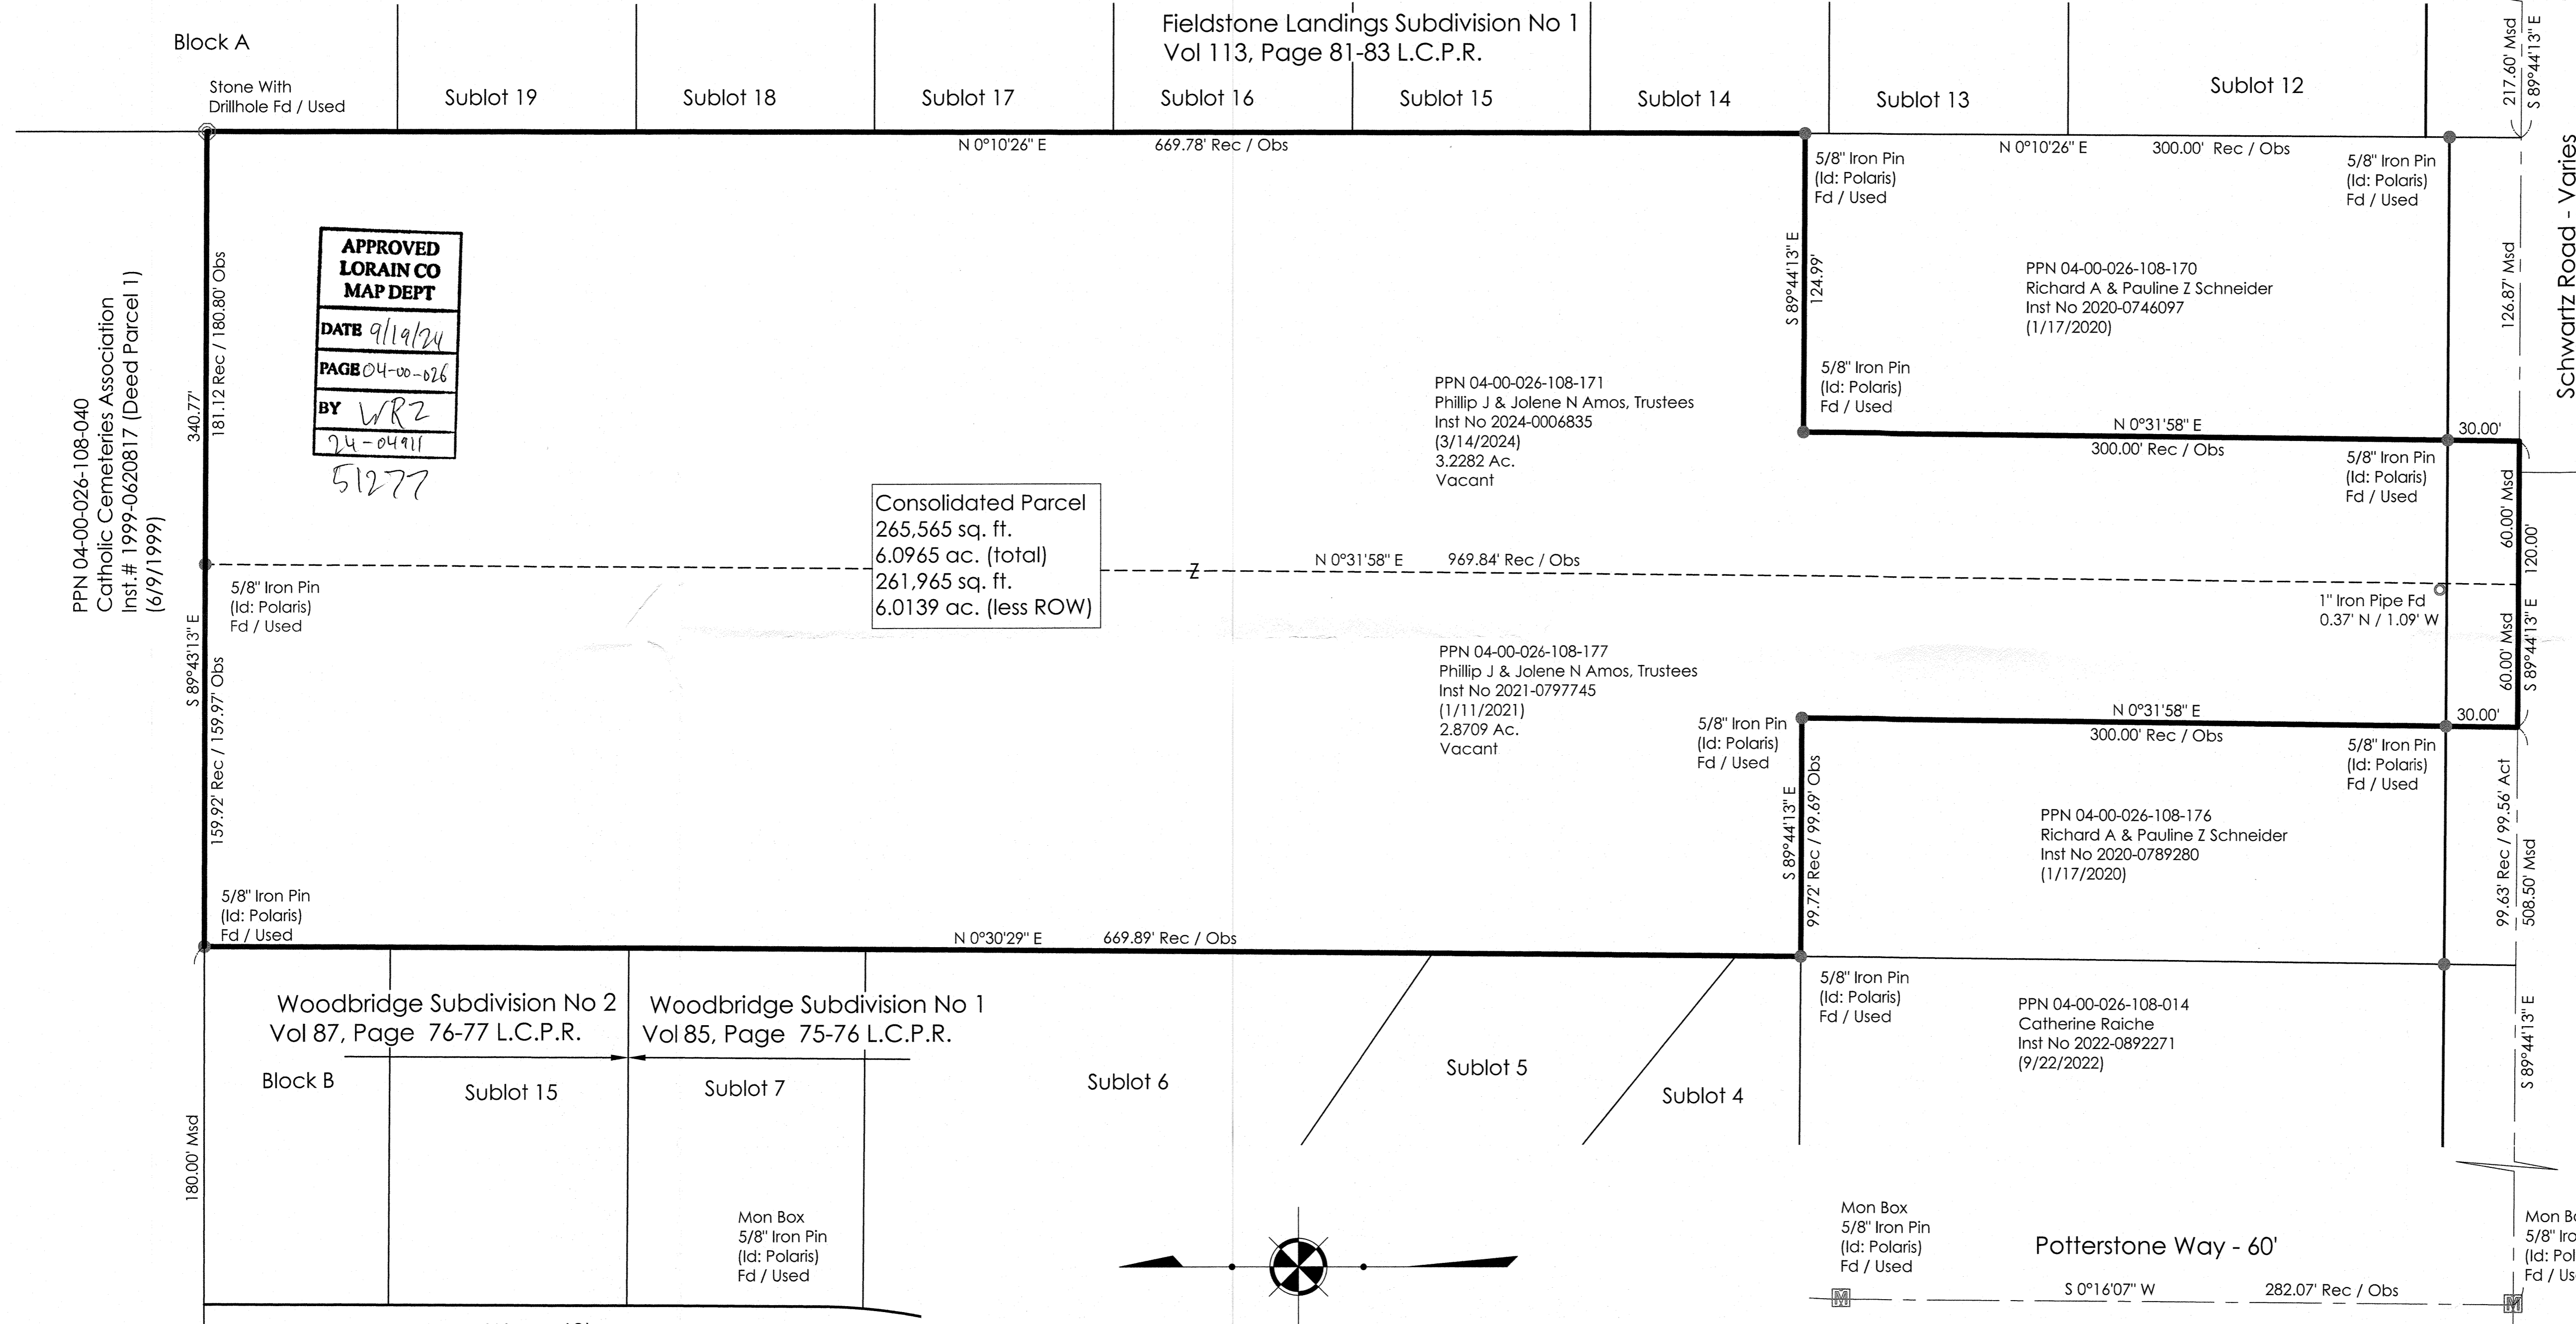 Fieldstone Landings Subdivision No 1
Vol 113, Page 81-83 L.C.P.R.
Block A
Stone With
Drillhole Fd / Used
Sublot 19
Sublot 18
Sublot 17
Sublot 16
Sublot 15
Sublot 14
Sublot 13
Sublot 12
217.60' Msd
S 89°44'13" E
N 0°10'26" E
669.78' Rec / Obs
N 0°10'26" E
300.00' Rec / Obs
5/8" Iron Pin
(Id: Polaris)
Fd / Used
5/8" Iron Pin
(Id: Polaris)
Fd / Used
Schwartz Road - Varies
126.87' Msd
S 89°44'13" E
124.99'
PPN 04-00-026-108-170
Richard A & Pauline Z Schneider
Inst No 2020-0746097
(1/17/2020)
APPROVED
LORAIN CO
MAP DEPT
DATE 9/19/24
PAGE 04-00-026
BY WRZ
24-04911
51277
PPN 04-00-026-108-040
Catholic Cemeteries Association
Inst.# 1999-0620817 (Deed Parcel 1)
(6/9/1999)
340.77'
181.12 Rec / 180.80' Obs
5/8" Iron Pin
(Id: Polaris)
Fd / Used
PPN 04-00-026-108-171
Phillip J & Jolene N Amos, Trustees
Inst No 2024-0006835
(3/14/2024)
3.2282 Ac.
Vacant
N 0°31'58" E
300.00' Rec / Obs
30.00'
5/8" Iron Pin
(Id: Polaris)
Fd / Used
60.00' Msd
120.00'
Consolidated Parcel
265,565 sq. ft.
6.0965 ac. (total)
261,965 sq. ft.
6.0139 ac. (less ROW)
Z
N 0°31'58" E
969.84' Rec / Obs
5/8" Iron Pin
(Id: Polaris)
Fd / Used
1" Iron Pipe Fd
0.37' N / 1.09' W
60.00' Msd
S 89°44'13" E
S 89°43'13" E
159.92' Rec / 159.97' Obs
PPN 04-00-026-108-177
Phillip J & Jolene N Amos, Trustees
Inst No 2021-0797745
(1/11/2021)
2.8709 Ac.
Vacant
5/8" Iron Pin
(Id: Polaris)
Fd / Used
N 0°31'58" E
300.00' Rec / Obs
30.00'
5/8" Iron Pin
(Id: Polaris)
Fd / Used
S 89°44'13" E
99.72' Rec / 99.69' Obs
PPN 04-00-026-108-176
Richard A & Pauline Z Schneider
Inst No 2020-0789280
(1/17/2020)
99.63' Rec / 99.56' Act
508.50' Msd
5/8" Iron Pin
(Id: Polaris)
Fd / Used
N 0°30'29" E
669.89' Rec / Obs
5/8" Iron Pin
(Id: Polaris)
Fd / Used
PPN 04-00-026-108-014
Catherine Raiche
Inst No 2022-0892271
(9/22/2022)
S 89°44'13" E
Woodbridge Subdivision No 2
Vol 87, Page 76-77 L.C.P.R.
Woodbridge Subdivision No 1
Vol 85, Page 75-76 L.C.P.R.
Block B
Sublot 15
Sublot 7
Sublot 6
Sublot 5
Sublot 4
180.00' Msd
Mon Box
5/8" Iron Pin
(Id: Polaris)
Fd / Used
Mon Box
5/8" Iron Pin
(Id: Polaris)
Fd / Used
Potterstone Way - 60'
S 0°16'07" W
282.07' Rec / Obs
M
M
Mon Bo
5/8" Iro
(Id: Pol
Fd / Us